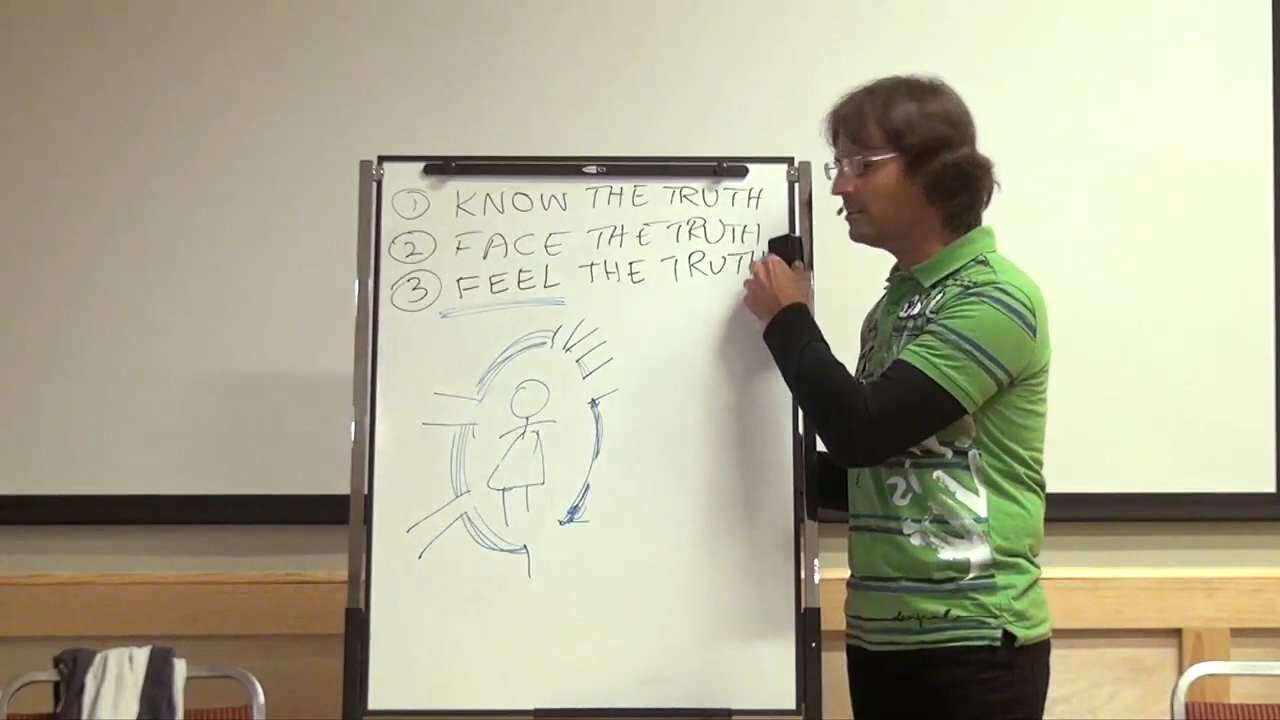 1 KNOW THE TRUTH
2 FACE THE TRUTH
3 FEEL THE TRUTH